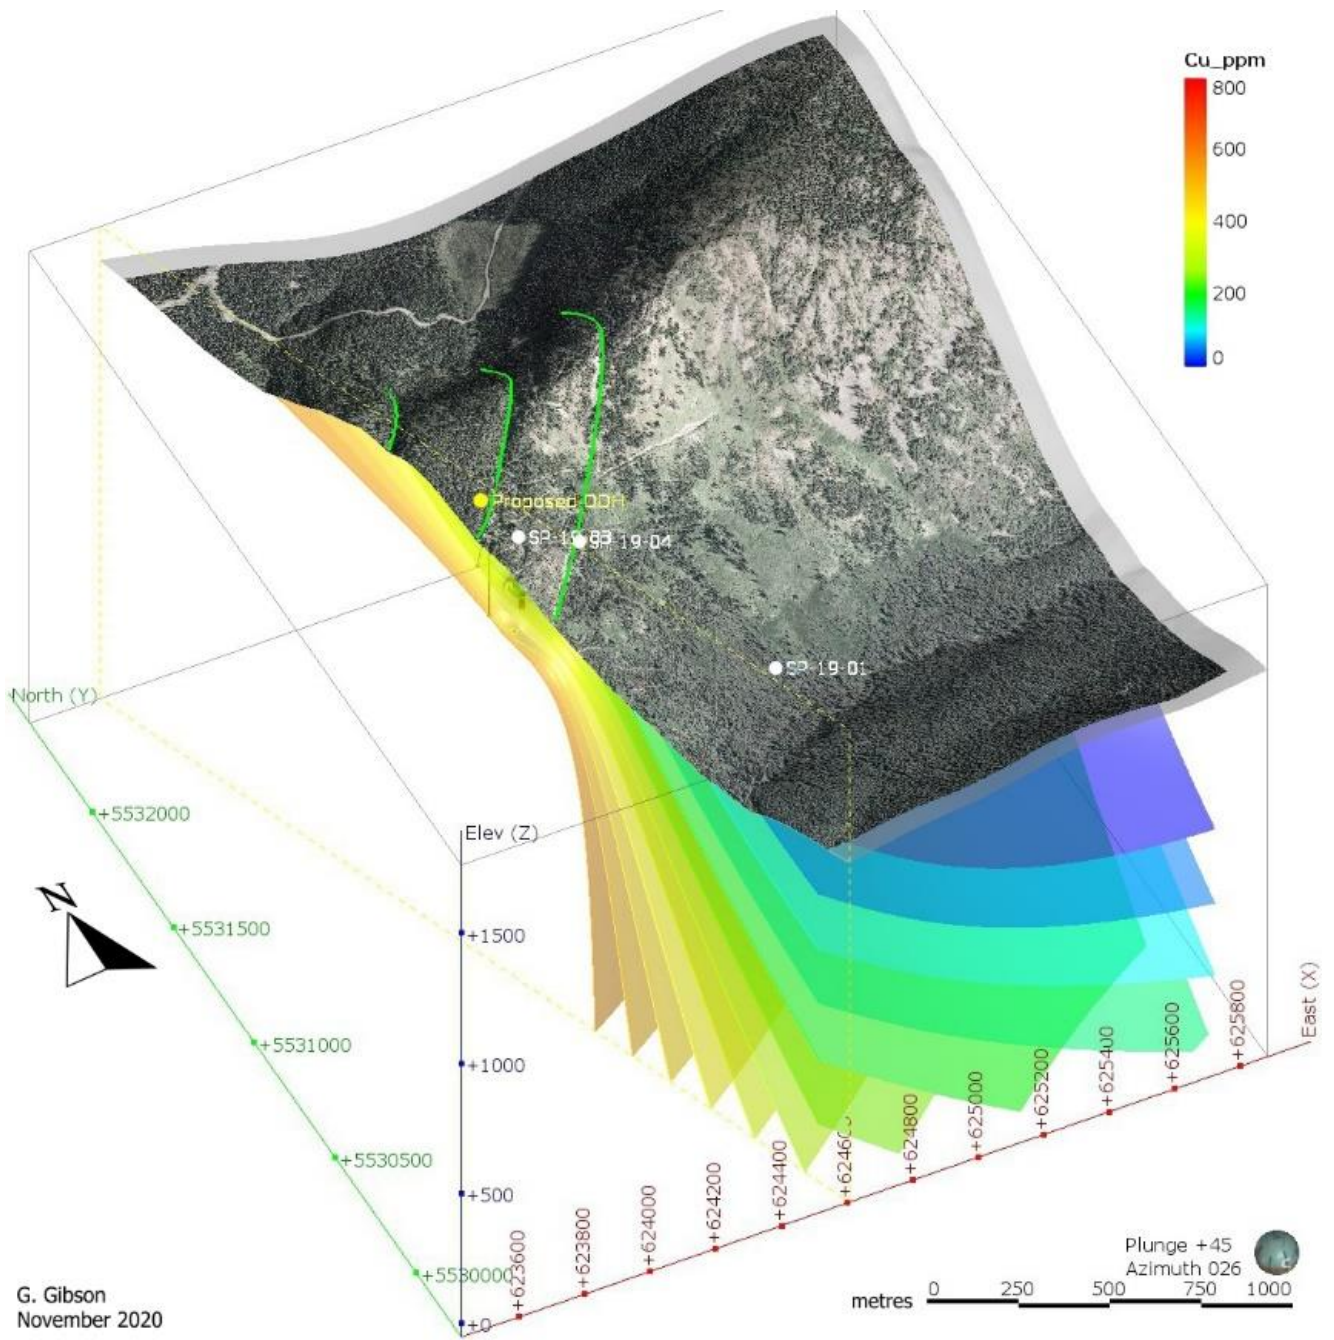 Cu_ppm
800
600
400
200
0
Proposed DDH
SP-19-03
SP-19-04
SP-19-01
North (Y)
+5532000
+5531500
+5531000
+5530500
+5530000
N
Elev (Z)
+1500
+1000
+500
+0
East (X)
+625800
+625600
+625400
+625200
+625000
+624800
+624600
+624400
+624200
+624000
+623800
+623600
Plunge +45
Azimuth 026
metres
0 250 500 750 1000
G. Gibson
November 2020